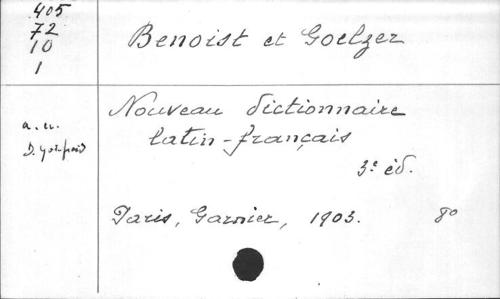 405
72
10
1
Benoist et Goelzer
Nouveau dictionnaire
latin-français
3e éd.
a. u.
Paris, Garnier, 1903. 8o